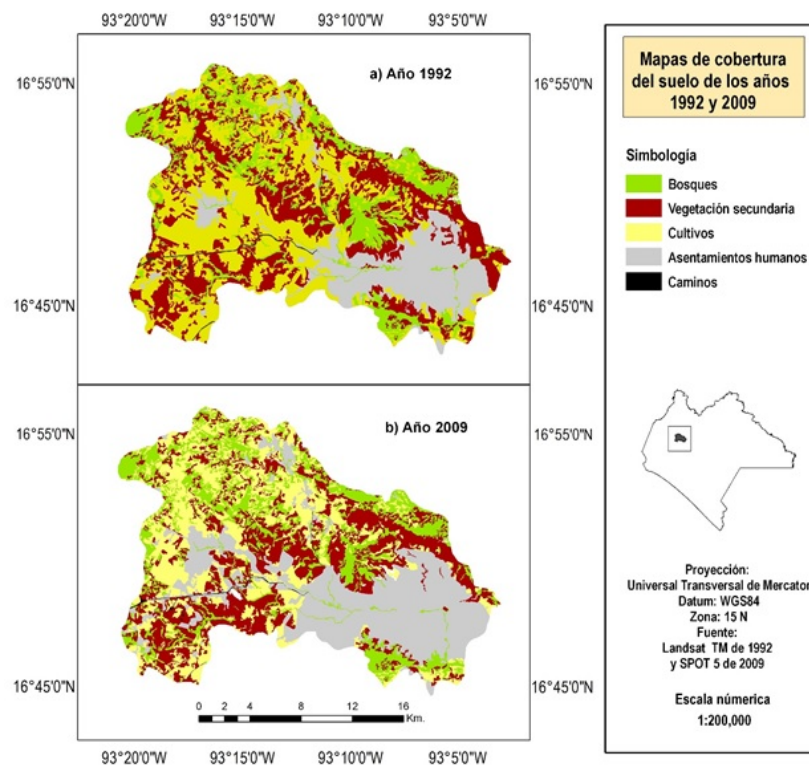 93°20'0"W 93°15'0"W 93°10'0"W 93°5'0"W
a) Año 1992
16°55'0"N 16°55'0"N
16°45'0"N 16°45'0"N
b) Año 2009
16°55'0"N 16°55'0"N
16°45'0"N 16°45'0"N
0 2 4 8 12 16
Km.
93°20'0"W 93°15'0"W 93°10'0"W 93°5'0"W
Mapas de cobertura
del suelo de los años
1992 y 2009
Simbología
Bosques
Vegetación secundaria
Cultivos
Asentamientos humanos
Caminos
Proyección:
Universal Transversal de Mercator
Datum: WGS84
Zona: 15 N
Fuente:
Landsat TM de 1992
y SPOT 5 de 2009
Escala númerica
1:200,000